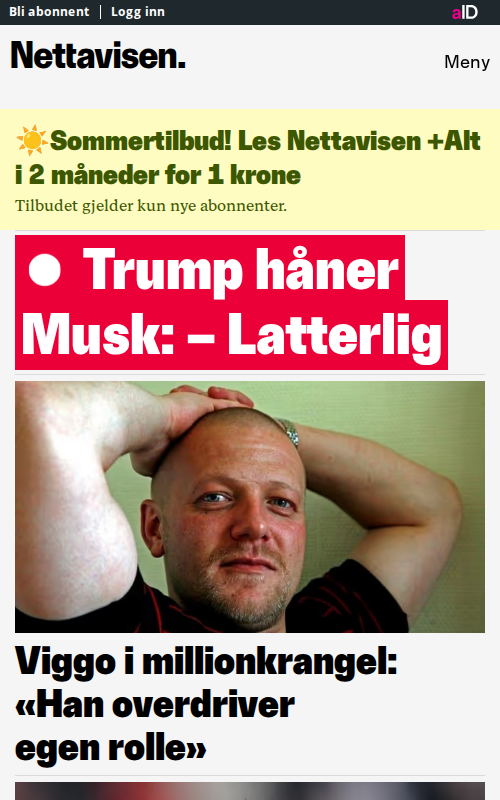 Bli abonnent | Logg inn
aID
Nettavisen.
Meny
☀️Sommertilbud! Les Nettavisen +Alt
i 2 måneder for 1 krone
Tilbudet gjelder kun nye abonnenter.
Trump håner
Musk: – Latterlig
Viggo i millionkrangel:
«Han overdriver
egen rolle»